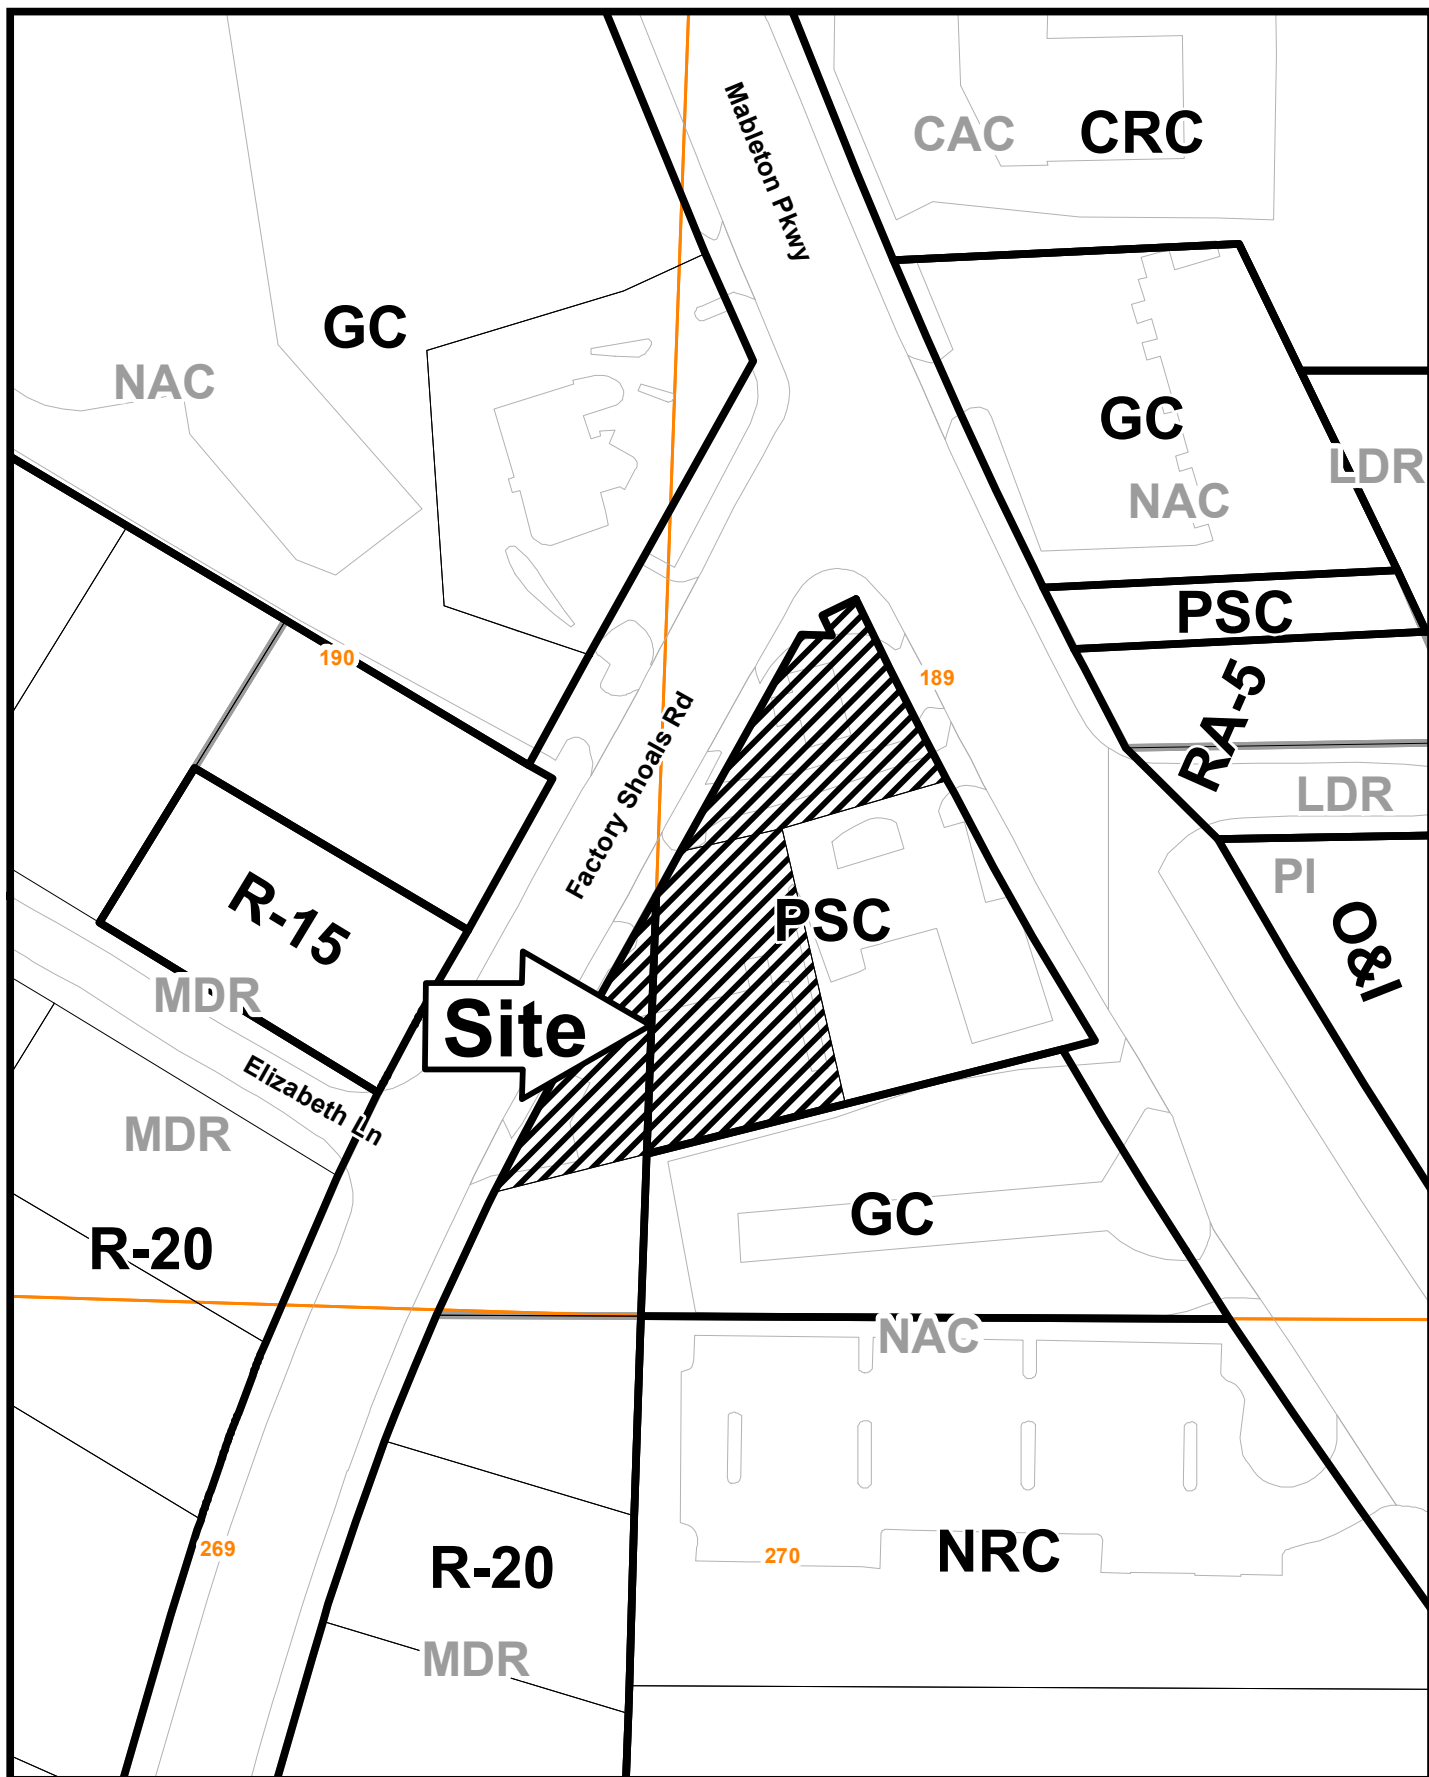 Mableton Pkwy
CAC
CRC
GC
NAC
GC
LDR
NAC
PSC
190
189
RA-5
Factory Shoals Rd
LDR
R-15
PSC
PI
O&I
MDR
Site
Elizabeth Ln
MDR
GC
R-20
NAC
269
R-20
270
NRC
MDR